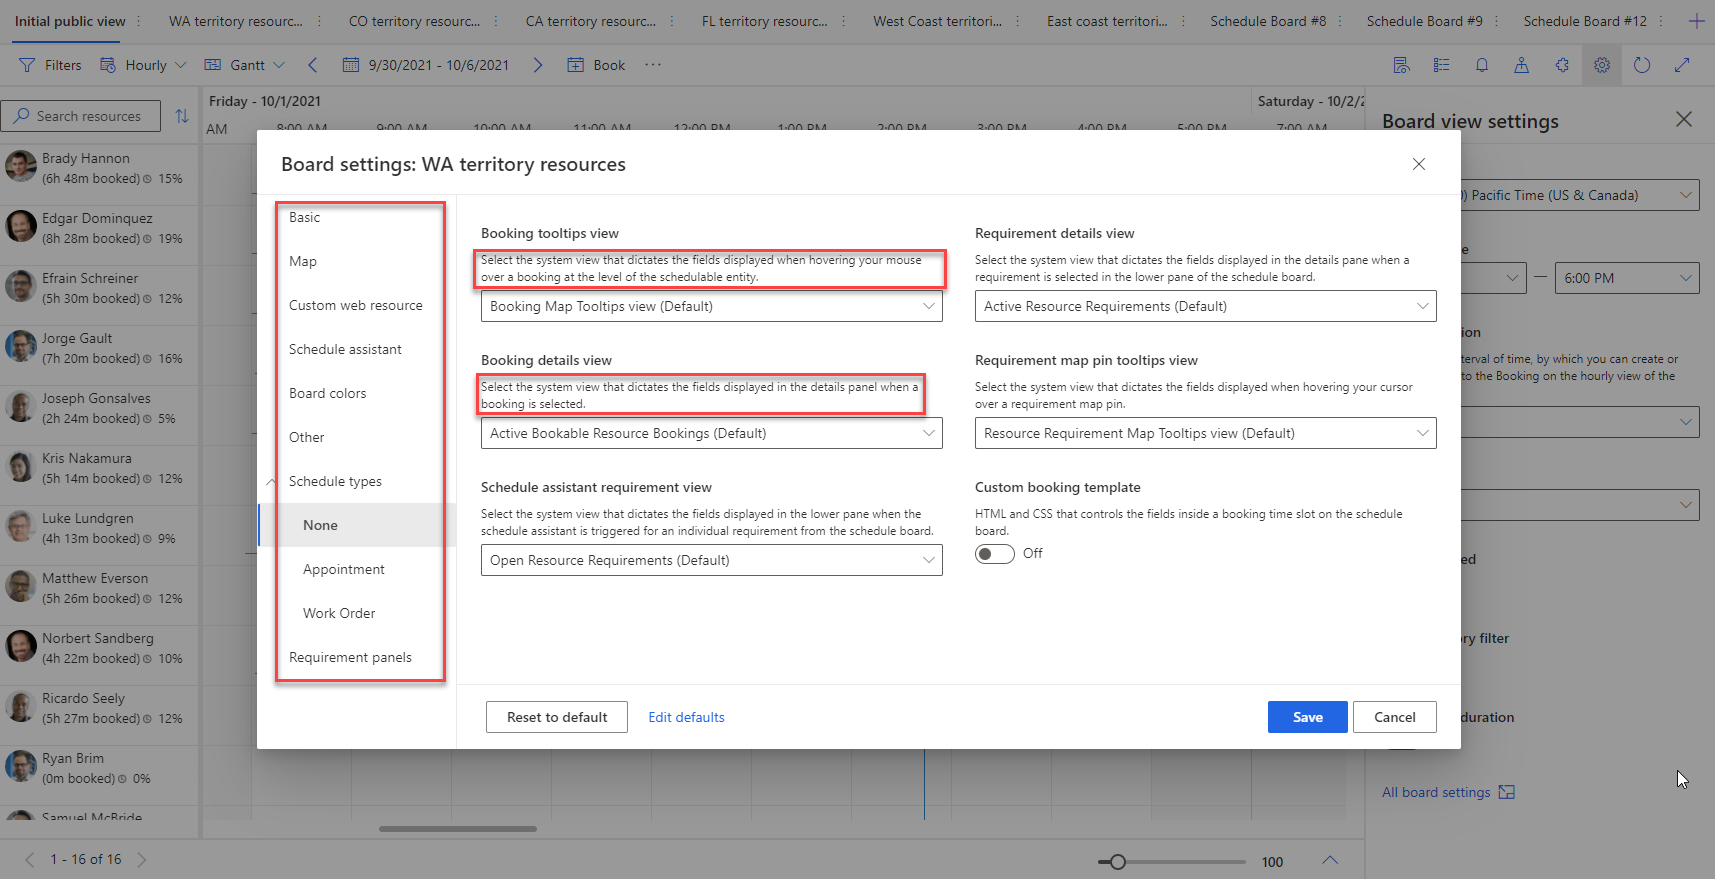 Initial public view
WA territory resourc...
CO territory resourc...
CA territory resourc...
FL territory resourc...
West Coast territori...
East coast territori...
Schedule Board #8
Schedule Board #9
Schedule Board #12
Filters
Hourly
Gantt
9/30/2021 - 10/6/2021
Book
Search resources
Friday - 10/1/2021
Saturday - 10/2/2
AM
8:00 AM
9:00 AM
10:00 AM
11:00 AM
12:00 PM
1:00 PM
2:00 PM
3:00 PM
4:00 PM
5:00 PM
7:00 AM
Brady Hannon
(6h 48m booked) 15%
Edgar Dominquez
(8h 28m booked) 19%
Efrain Schreiner
(5h 30m booked) 12%
Jorge Gault
(7h 20m booked) 16%
Joseph Gonsalves
(2h 24m booked) 5%
Kris Nakamura
(5h 14m booked) 12%
Luke Lundgren
(4h 13m booked) 9%
Matthew Everson
(5h 26m booked) 12%
Norbert Sandberg
(4h 22m booked) 10%
Ricardo Seely
(5h 27m booked) 12%
Ryan Brim
(0m booked) 0%
Samuel McBride
1 - 16 of 16
100
Board settings: WA territory resources
Basic
Map
Custom web resource
Schedule assistant
Board colors
Other
Schedule types
None
Appointment
Work Order
Requirement panels
Booking tooltips view
Select the system view that dictates the fields displayed when hovering your mouse
over a booking at the level of the schedulable entity.
Booking Map Tooltips view (Default)
Booking details view
Select the system view that dictates the fields displayed in the details panel when a
booking is selected.
Active Bookable Resource Bookings (Default)
Schedule assistant requirement view
Select the system view that dictates the fields displayed in the lower pane when the
schedule assistant is triggered for an individual requirement from the schedule board.
Open Resource Requirements (Default)
Requirement details view
Select the system view that dictates the fields displayed in the details pane when a
requirement is selected in the lower pane of the schedule board.
Active Resource Requirements (Default)
Requirement map pin tooltips view
Select the system view that dictates the fields displayed when hovering your cursor
over a requirement map pin.
Resource Requirement Map Tooltips view (Default)
Custom booking template
HTML and CSS that controls the fields inside a booking time slot on the schedule
board.
Off
Reset to default
Edit defaults
Save
Cancel
Board view settings
) Pacific Time (US & Canada)
e
6:00 PM
ion
terval of time, by which you can create or
to the Booking on the hourly view of the
ed
ry filter
duration
All board settings